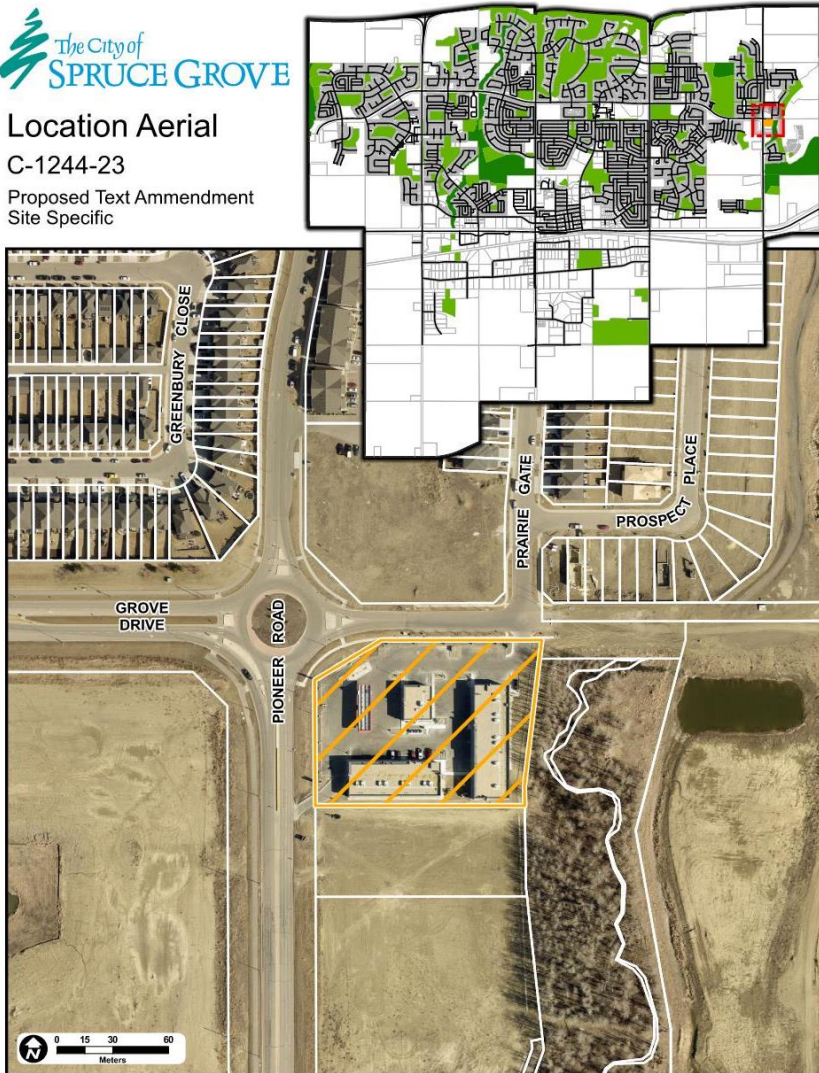 The City of
SPRUCE GROVE
Location Aerial
C-1244-23
Proposed Text Ammendment
Site Specific
GREENBURY CLOSE
PRAIRIE GATE
PROSPECT PLACE
GROVE
DRIVE
PIONEER ROAD
N
0 15 30 60
Meters